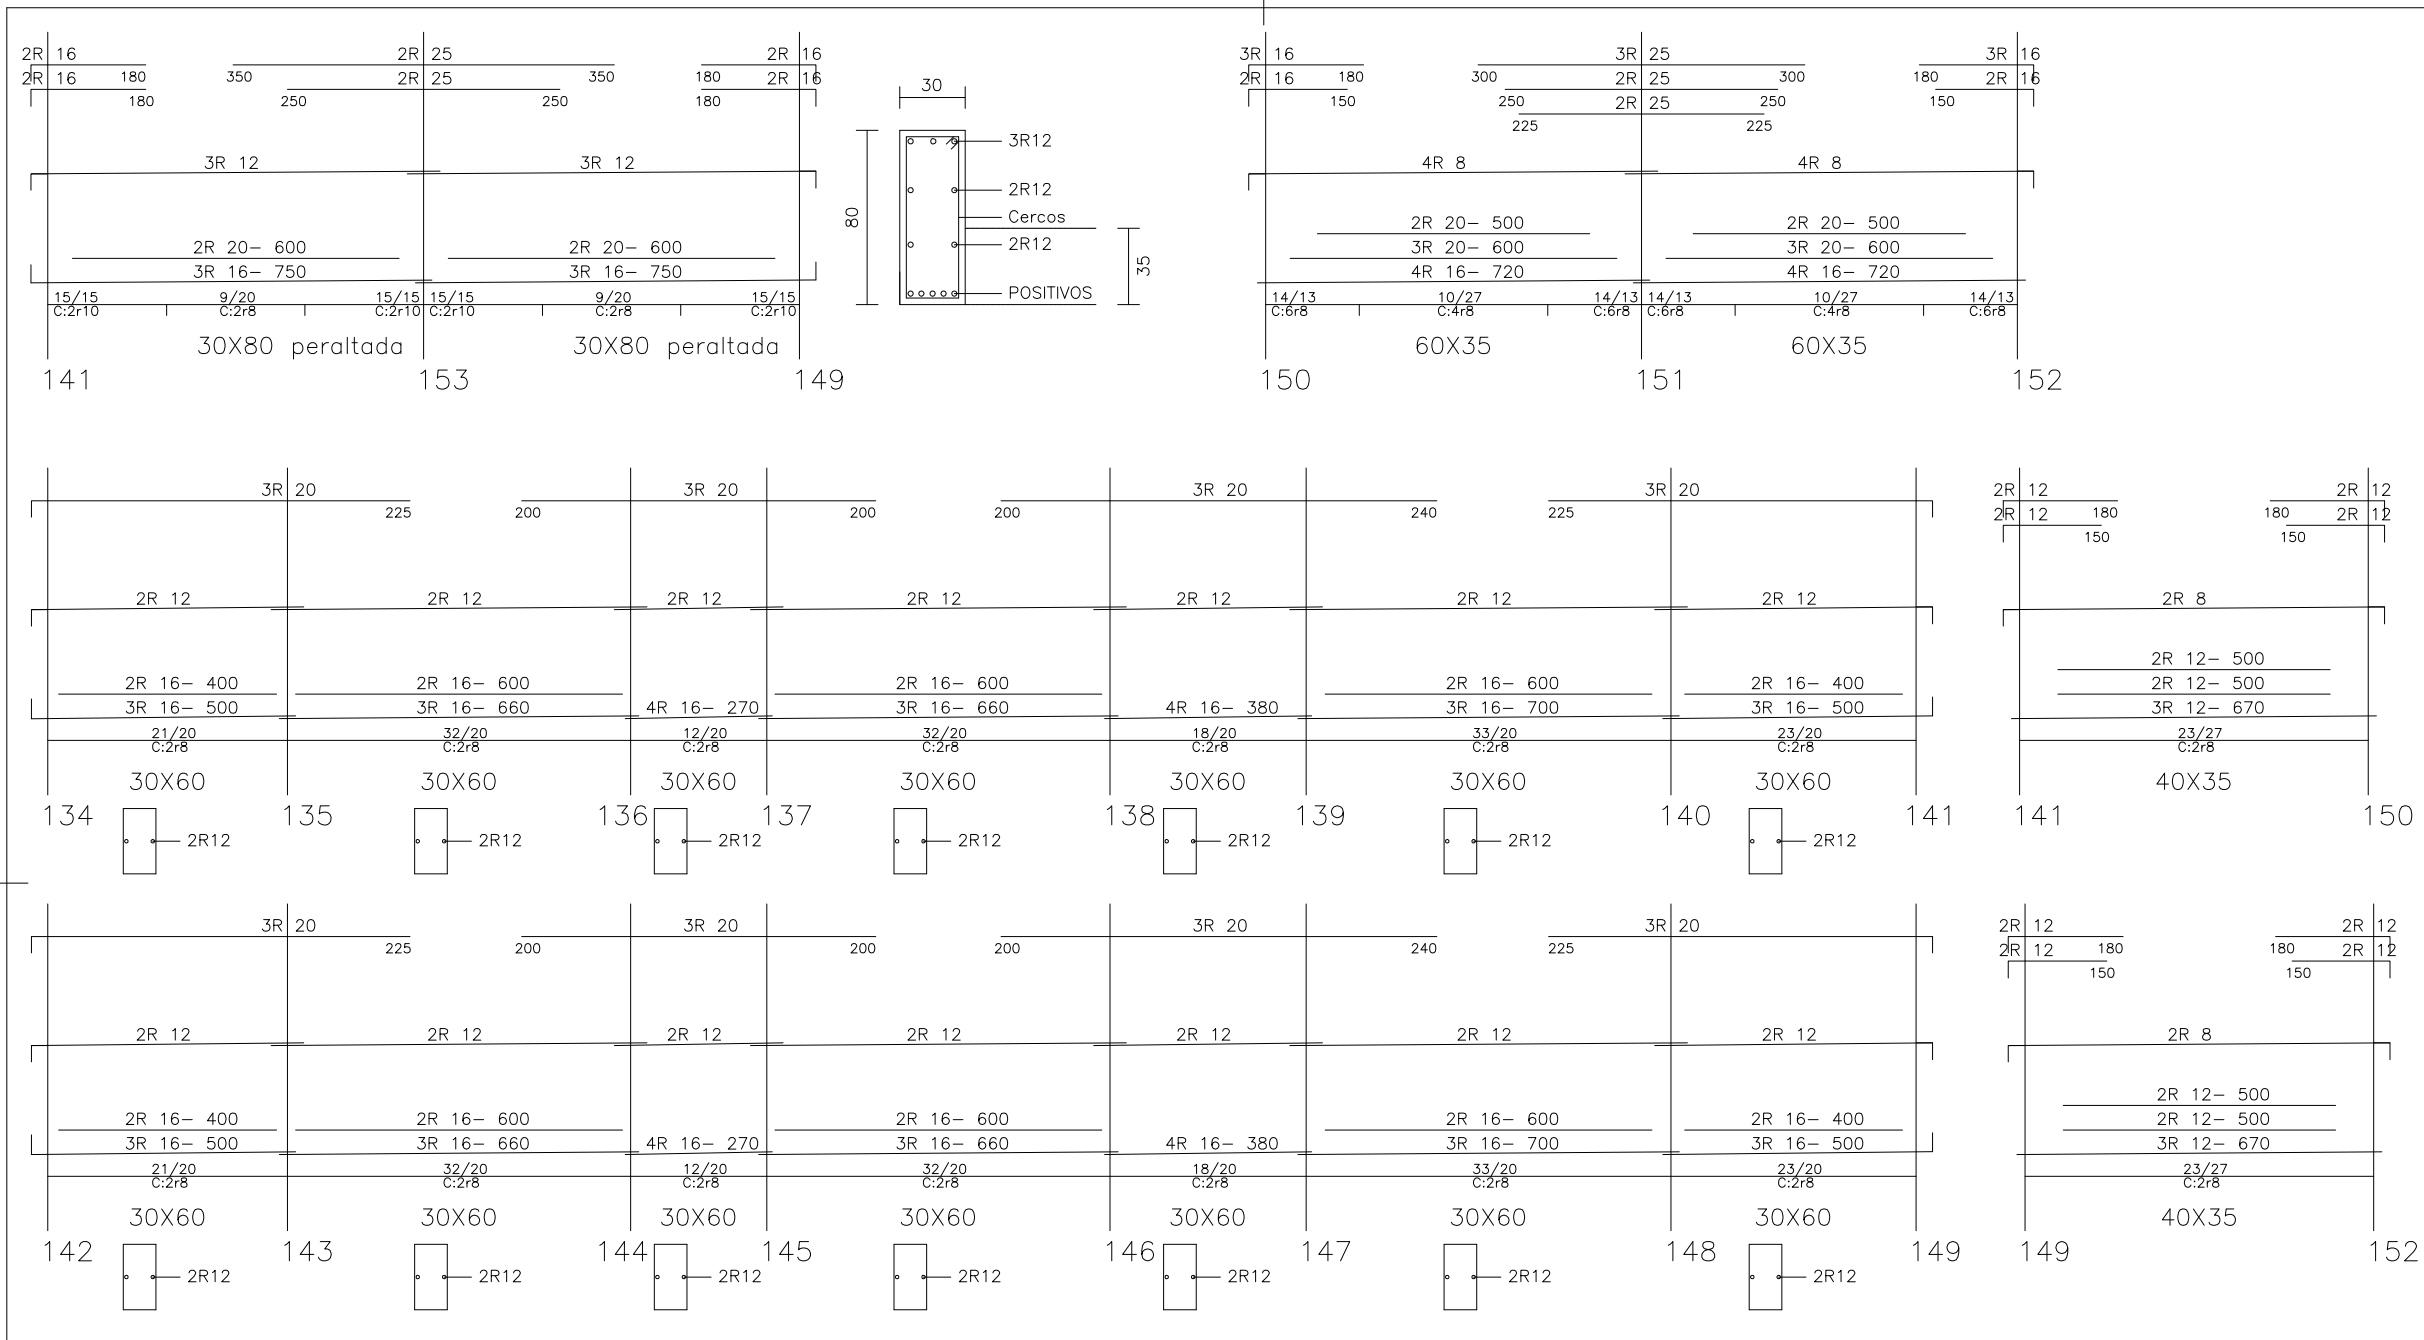 2R 16 2R 25 2R 16
180 350 350 180
2R 16 2R 25 2R 16
180 250 250 180
3R 12 3R 12
2R 20- 600 2R 20- 600
3R 16- 750 3R 16- 750
15/15 9/20 15/15 15/15 9/20 15/15
C:2r10 C:2r8 C:2r10 C:2r10 C:2r8 C:2r10
30X80 peraltada 30X80 peraltada
141 153 149
30
80
3R12
2R12
Cercos
2R12
35
POSITIVOS
3R 16 3R 25 3R 16
180 300 300 180
2R 16 2R 25 2R 16
150 250 250 150
2R 25
225 225
4R 8 4R 8
2R 20- 500 2R 20- 500
3R 20- 600 3R 20- 600
4R 16- 720 4R 16- 720
14/13 10/27 14/13 14/13 10/27 14/13
C:6r8 C:4r8 C:6r8 C:6r8 C:4r8 C:6r8
60X35 60X35
150 151 152
3R 20 3R 20 3R 20 3R 20
225 200 200 200 240 225
2R 12 2R 12 2R 12 2R 12 2R 12 2R 12 2R 12
2R 16- 400 2R 16- 600 2R 16- 600 2R 16- 600 2R 16- 400
3R 16- 500 3R 16- 660 4R 16- 270 3R 16- 660 4R 16- 380 3R 16- 700 3R 16- 500
21/20 32/20 12/20 32/20 18/20 33/20 23/20
C:2r8 C:2r8 C:2r8 C:2r8 C:2r8 C:2r8 C:2r8
30X60 30X60 30X60 30X60 30X60 30X60 30X60
134 135 136 137 138 139 140 141
2R12 2R12 2R12 2R12 2R12 2R12 2R12
2R 12 2R 12
180 180
2R 12 2R 12
150 150
2R 8
2R 12- 500
2R 12- 500
3R 12- 670
23/27
C:2r8
40X35
141 150
3R 20 3R 20 3R 20 3R 20
225 200 200 200 240 225
2R 12 2R 12 2R 12 2R 12 2R 12 2R 12 2R 12
2R 16- 400 2R 16- 600 2R 16- 600 2R 16- 600 2R 16- 400
3R 16- 500 3R 16- 660 4R 16- 270 3R 16- 660 4R 16- 380 3R 16- 700 3R 16- 500
21/20 32/20 12/20 32/20 18/20 33/20 23/20
C:2r8 C:2r8 C:2r8 C:2r8 C:2r8 C:2r8 C:2r8
30X60 30X60 30X60 30X60 30X60 30X60 30X60
142 143 144 145 146 147 148 149
2R12 2R12 2R12 2R12 2R12 2R12 2R12
2R 12 2R 12
180 180
2R 12 2R 12
150 150
2R 8
2R 12- 500
2R 12- 500
3R 12- 670
23/27
C:2r8
40X35
149 152